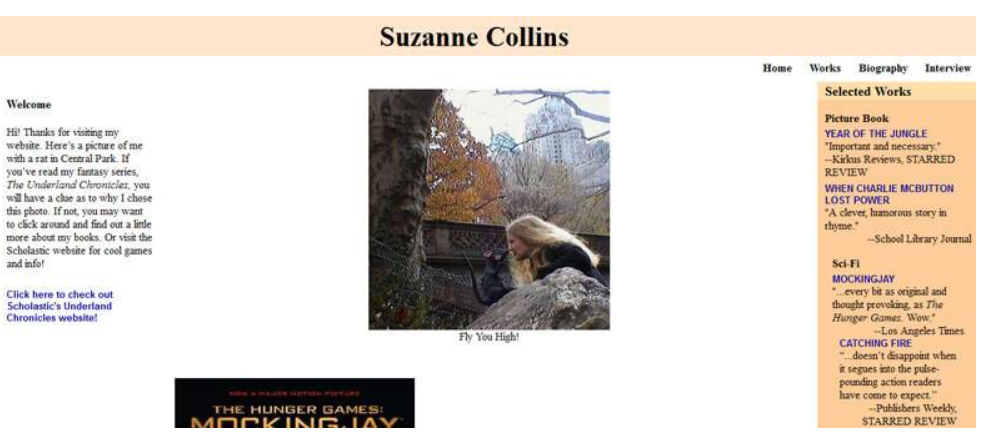 Suzanne Collins
Home Works Biography Interview
Welcome
Hi! Thanks for visiting my
website. Here's a picture of me
with a rat in Central Park. If
you've read my fantasy series,
The Underland Chronicles, you
will have a clue as to why I chose
this photo. If not, you may want
to click around and find out a little
more about my books. Or visit the
Scholastic website for cool games
and info!
Click here to check out
Scholastic's Underland
Chronicles website!
Fly You High!
NOW A MAJOR MOTION PICTURE
THE HUNGER GAMES:
MOCKINGJAY
Selected Works
Picture Book
YEAR OF THE JUNGLE
"Important and necessary."
--Kirkus Reviews, STARRED
REVIEW
WHEN CHARLIE MCBUTTON
LOST POWER
"A clever, humorous story in
rhyme."
--School Library Journal
Sci-Fi
MOCKINGJAY
"...every bit as original and
thought provoking, as The
Hunger Games. Wow."
--Los Angeles Times
CATCHING FIRE
"...doesn't disappoint when
it segues into the pulse-
pounding action readers
have come to expect."
--Publishers Weekly,
STARRED REVIEW